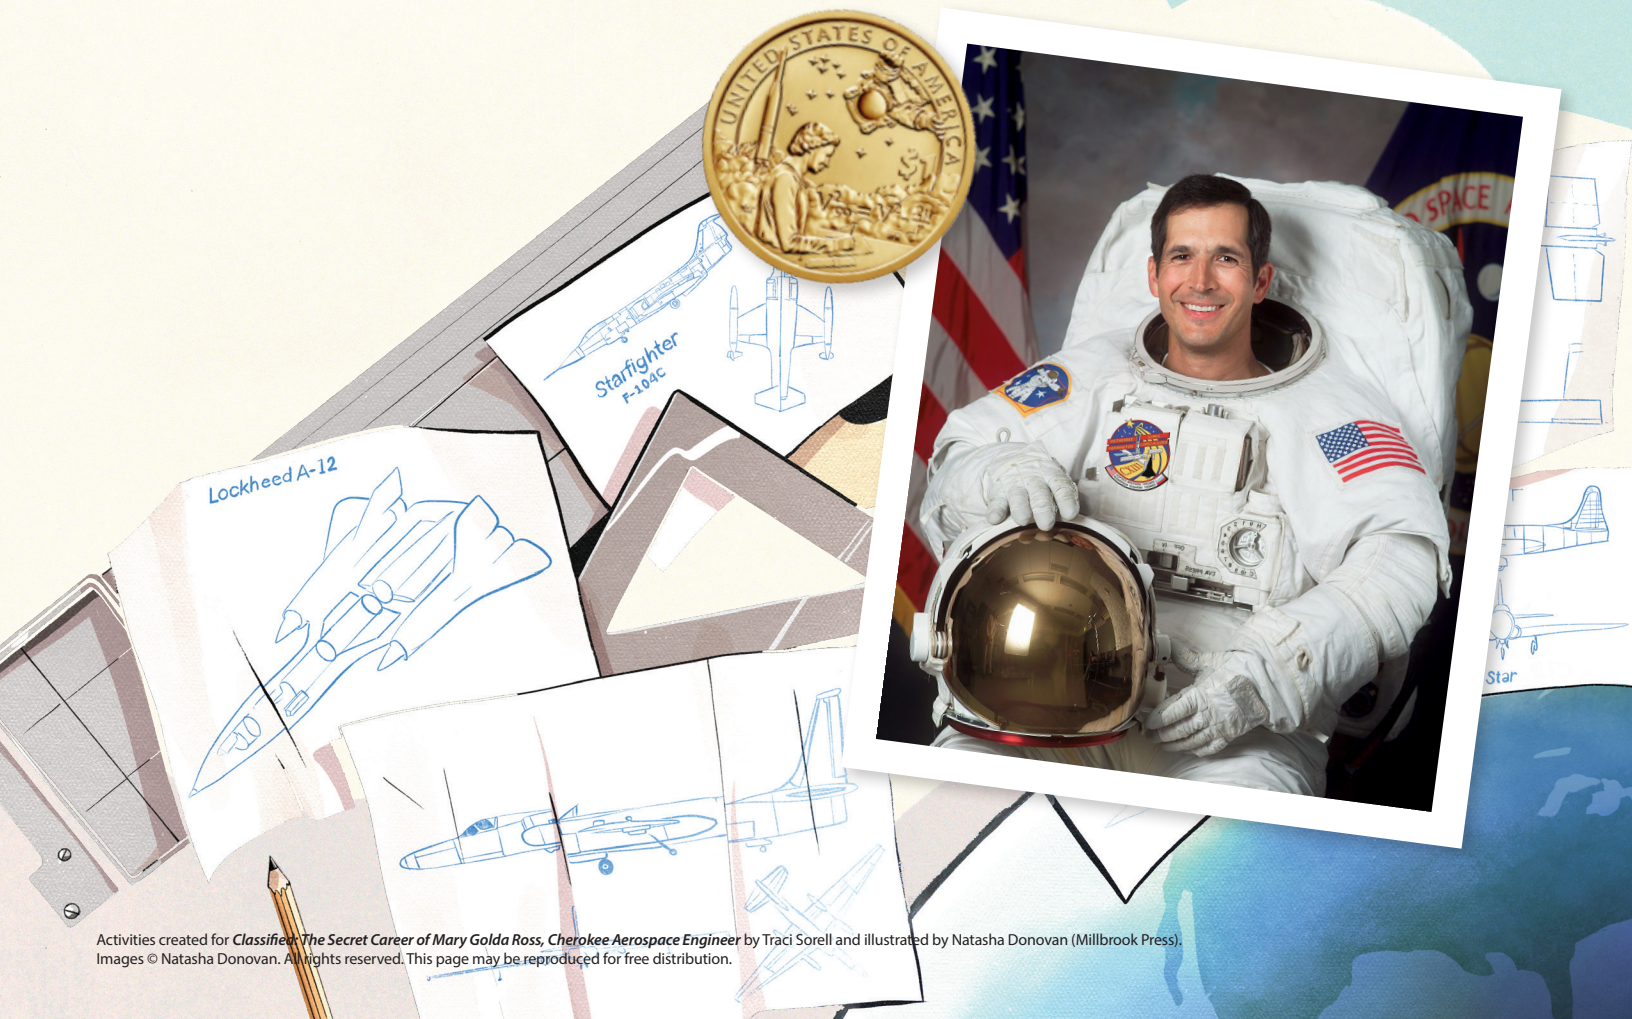 UNITED STATES OF AMERICA
SPACE
Starfighter
F-104C
Lockheed A-12
CXIII
Star
Activities created for Classified: The Secret Career of Mary Golda Ross, Cherokee Aerospace Engineer by Traci Sorell and illustrated by Natasha Donovan (Millbrook Press).
Images © Natasha Donovan. All rights reserved. This page may be reproduced for free distribution.